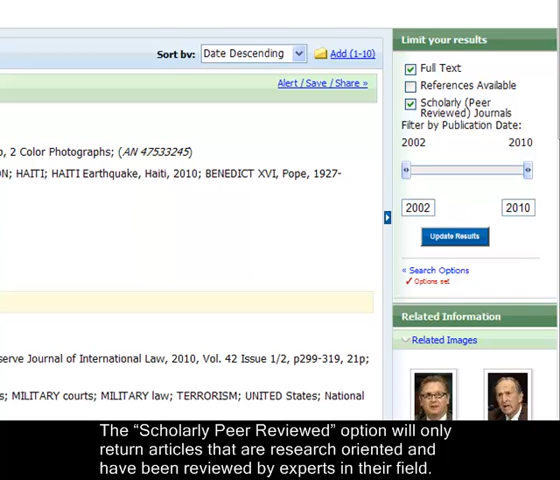 Limit your results
Sort by: Date Descending Add (1-10)
Full Text
References Available
Alert / Save / Share »
Scholarly (Peer
Reviewed) Journals
Filter by Publication Date:
2002 2010
2 Color Photographs; (AN 47533245)
HAITI; HAITI Earthquake, Haiti, 2010; BENEDICT XVI, Pope, 1927-
2002 2010
Update Results
« Search Options
Options set
Related Information
Related Images
Journal of International Law, 2010, Vol. 42 Issue 1/2, p299-319, 21p;
MILITARY courts; MILITARY law; TERRORISM; UNITED States; National
The “Scholarly Peer Reviewed” option will only
return articles that are research oriented and
have been reviewed by experts in their field.